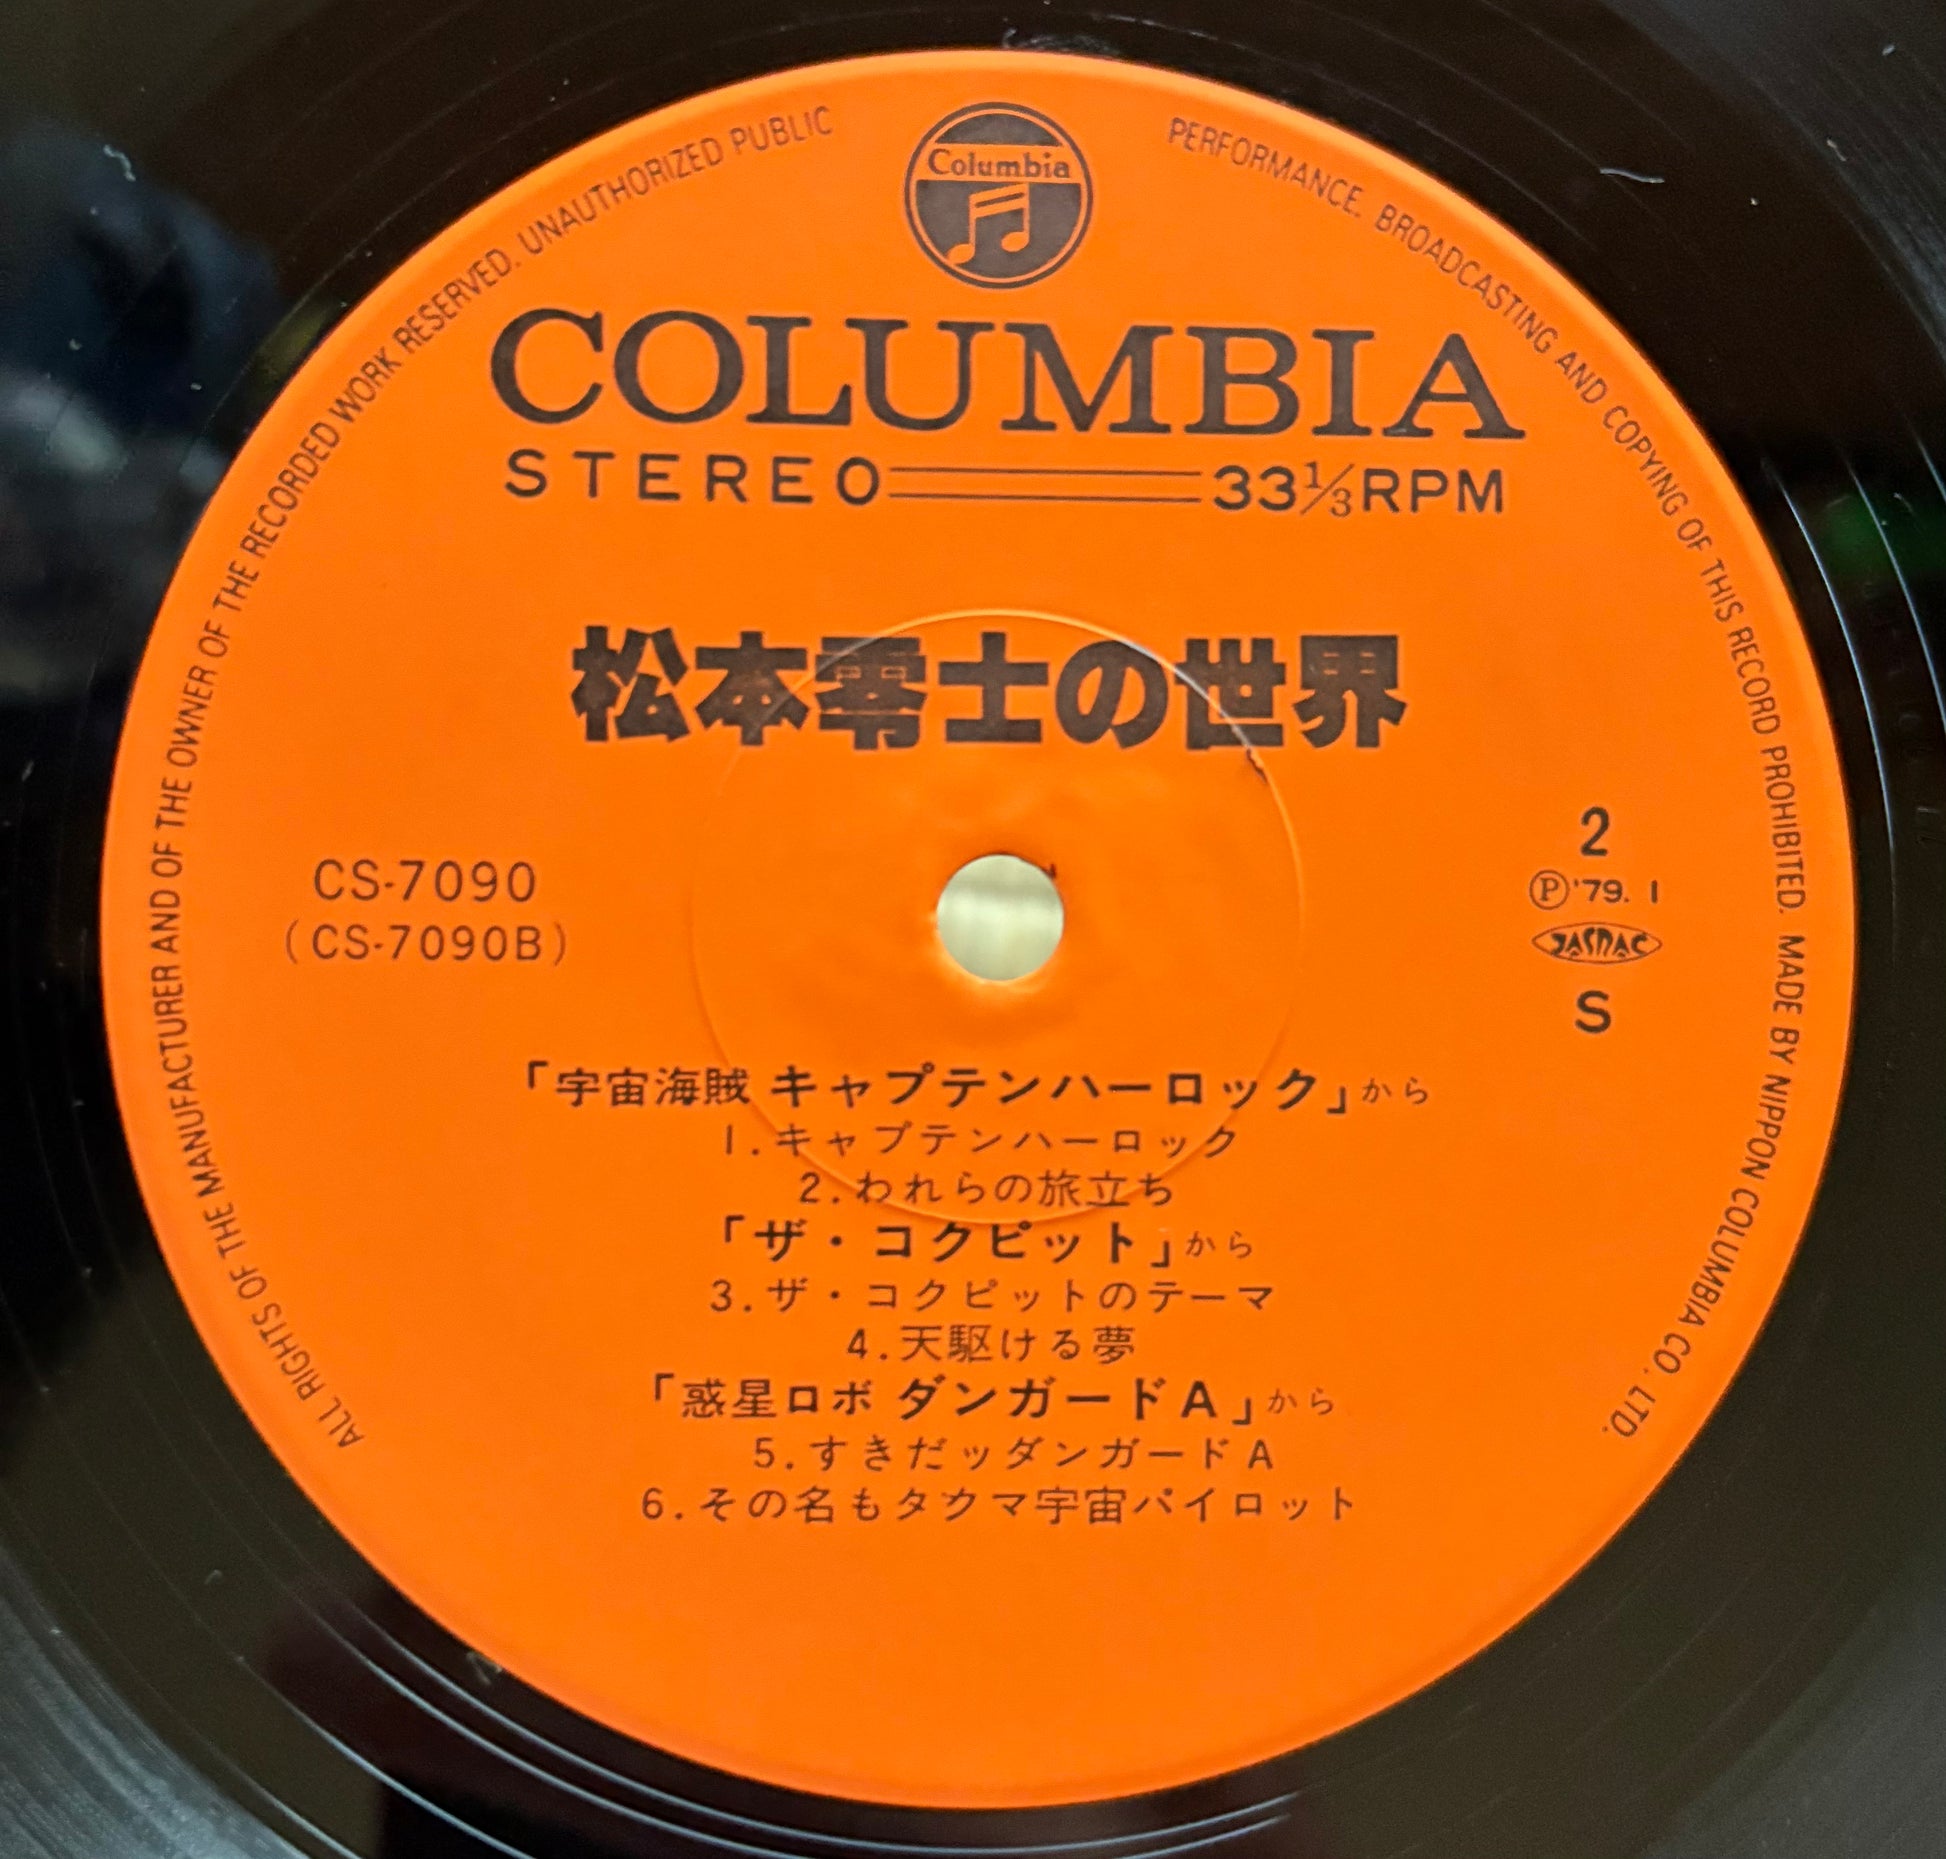 ALL RIGHTS OF THE MANUFACTURER AND OF THE OWNER OF THE RECORDED WORK RESERVED. UNAUTHORIZED PUBLIC PERFORMANCE. BROADCASTING AND COPYING OF THIS RECORD PROHIBITED. MADE BY NIPPON COLUMBIA CO. LTD.
Columbia
COLUMBIA
STEREO 33⅓RPM
松本零士の世界
CS-7090
(CS-7090B)
2
Ⓟ'79. 1
JASRAC
S
「宇宙海賊 キャプテンハーロック」から
1.キャプテンハーロック
2.われらの旅立ち
「ザ・コクピット」から
3.ザ・コクピットのテーマ
4.天駆ける夢
「惑星ロボ ダンガードA」から
5.すきだッダンガードA
6.その名もタクマ宇宙パイロット